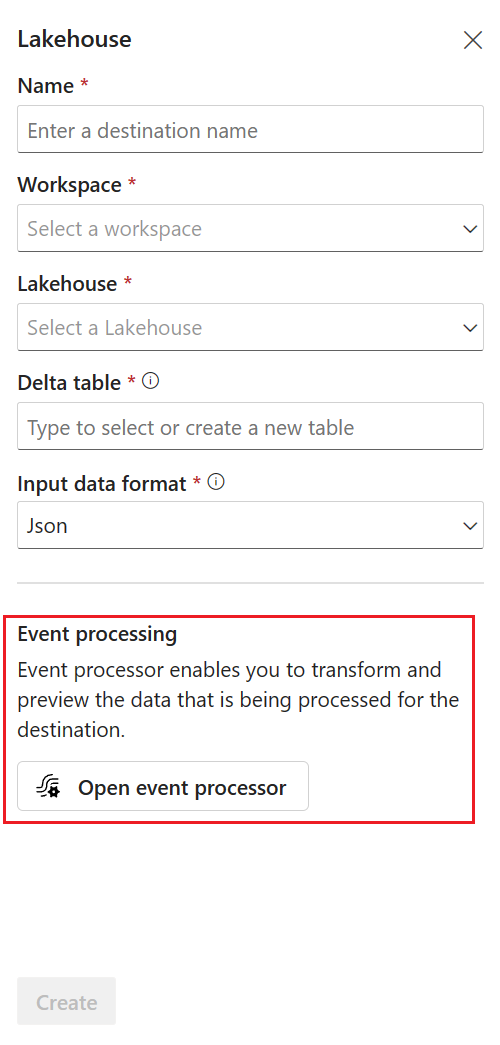 Lakehouse
Name *
Enter a destination name
Workspace *
Select a workspace
Lakehouse *
Select a Lakehouse
Delta table *
Type to select or create a new table
Input data format *
Json
Event processing
Event processor enables you to transform and
preview the data that is being processed for the
destination.
Open event processor
Create